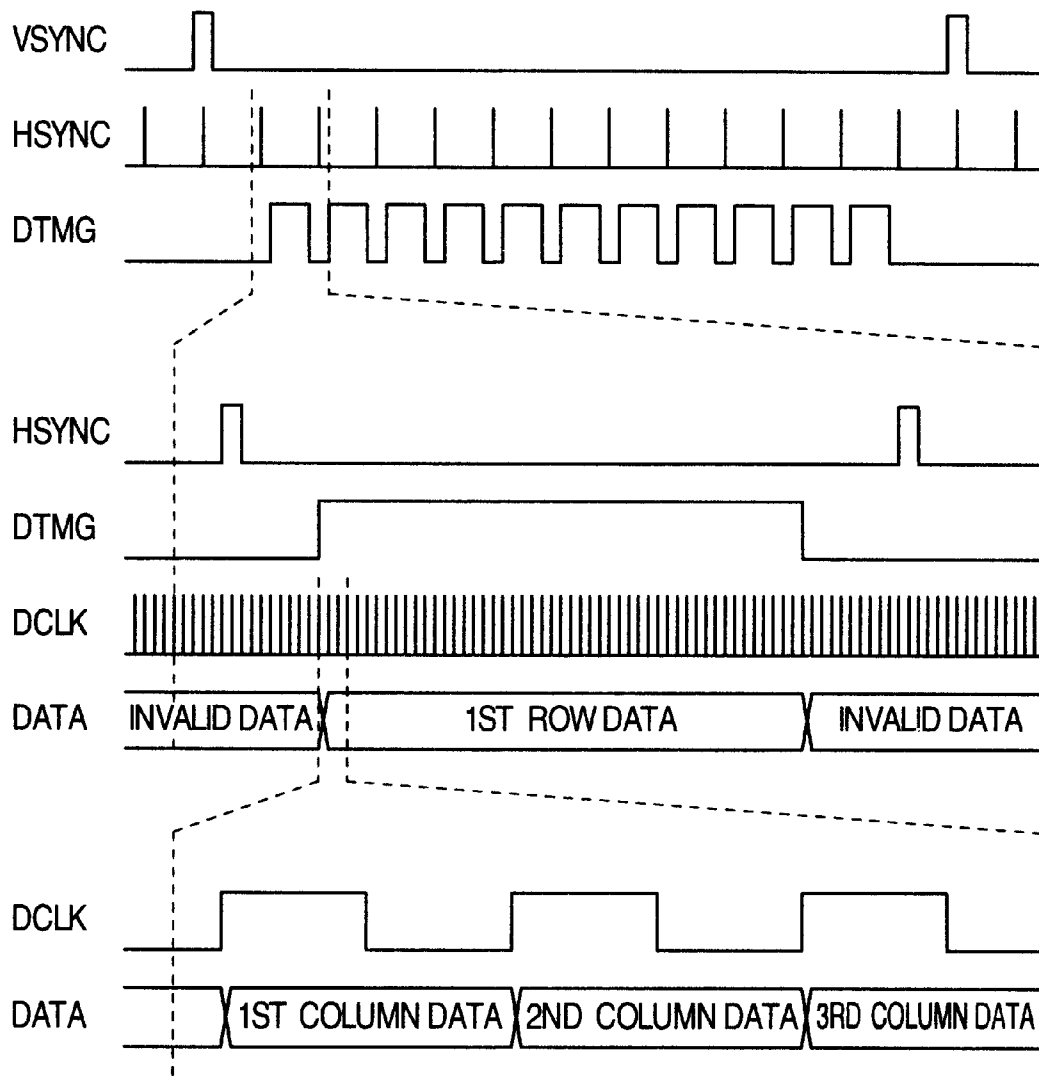 VSYNC
HSYNC
DTMG
HSYNC
DTMG
DCLK
DATA INVALID DATA 1ST ROW DATA INVALID DATA
DCLK
DATA 1ST COLUMN DATA 2ND COLUMN DATA 3RD COLUMN DATA